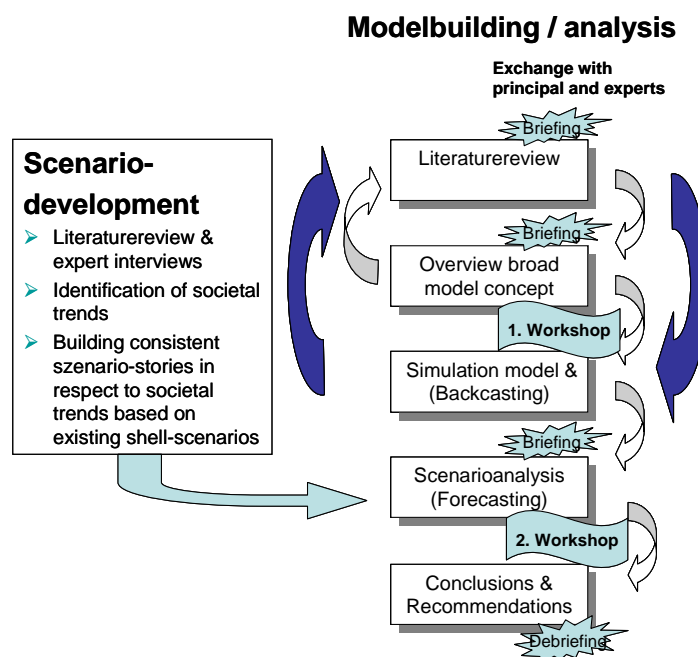 Modelbuilding / analysis
Exchange with
principal and experts
Scenario-
development
Literaturereview &
expert interviews
Identification of societal
trends
Building consistent
szenario-stories in
respect to societal
trends based on
existing shell-scenarios
Briefing
Literaturereview
Briefing
Overview broad
model concept
1. Workshop
Simulation model &
(Backcasting)
Briefing
Scenarioanalysis
(Forecasting)
2. Workshop
Conclusions &
Recommendations
Debriefing